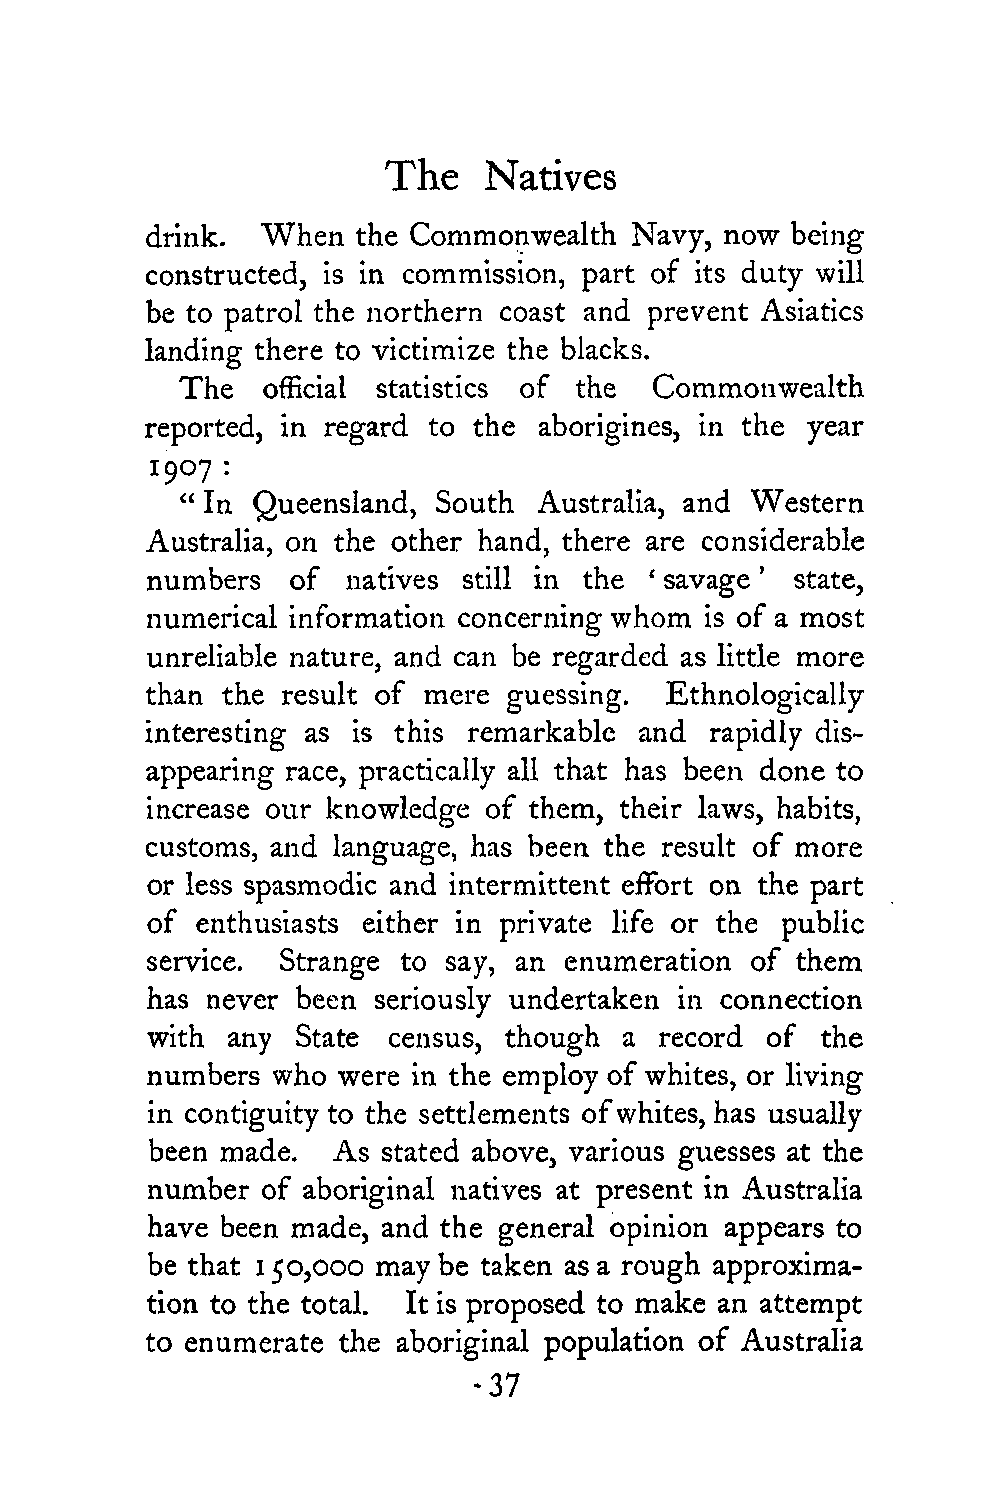 The Natives
drink. When the Commonwealth Navy, now being
constructed, is in commission, part of its duty will
be to patrol the northern coast and prevent Asiatics
landing there to victimize the blacks.
The official statistics of the Commonwealth
reported, in regard to the aborigines, in the year
1907 :
“ In Queensland, South Australia, and Western
Australia, on the other hand, there are considerable
numbers of natives still in the ‘ savage ’ state,
numerical information concerning whom is of a most
unreliable nature, and can be regarded as little more
than the result of mere guessing. Ethnologically
interesting as is this remarkable and rapidly dis-
appearing race, practically all that has been done to
increase our knowledge of them, their laws, habits,
customs, and language, has been the result of more
or less spasmodic and intermittent effort on the part
of enthusiasts either in private life or the public
service. Strange to say, an enumeration of them
has never been seriously undertaken in connection
with any State census, though a record of the
numbers who were in the employ of whites, or living
in contiguity to the settlements of whites, has usually
been made. As stated above, various guesses at the
number of aboriginal natives at present in Australia
have been made, and the general opinion appears to
be that 150,000 may be taken as a rough approxima-
tion to the total. It is proposed to make an attempt
to enumerate the aboriginal population of Australia
37